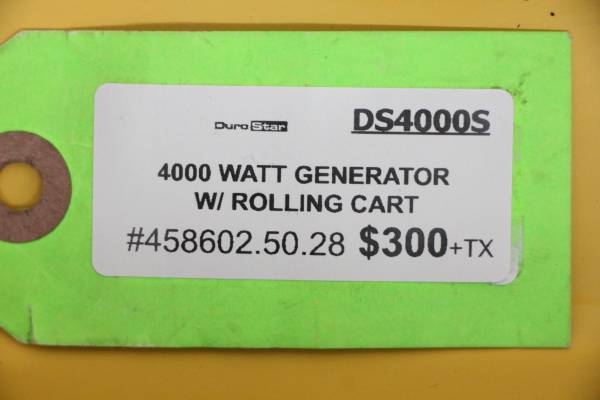 DuroStar DS4000S
4000 WATT GENERATOR
W/ ROLLING CART
#458602.50.28 $300+TX